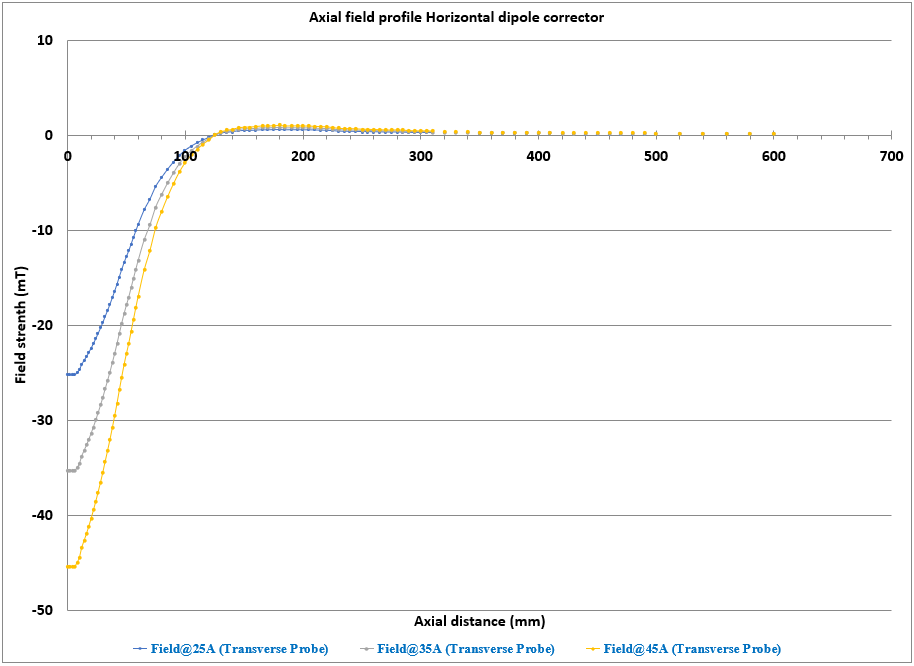 Axial field profile Horizontal dipole corrector
10
0
0 100 200 300 400 500 600 700
-10
Field strenth (mT)
-20
-30
-40
-50
Axial distance (mm)
Field@25A (Transverse Probe) Field@35A (Transverse Probe) Field@45A (Transverse Probe)